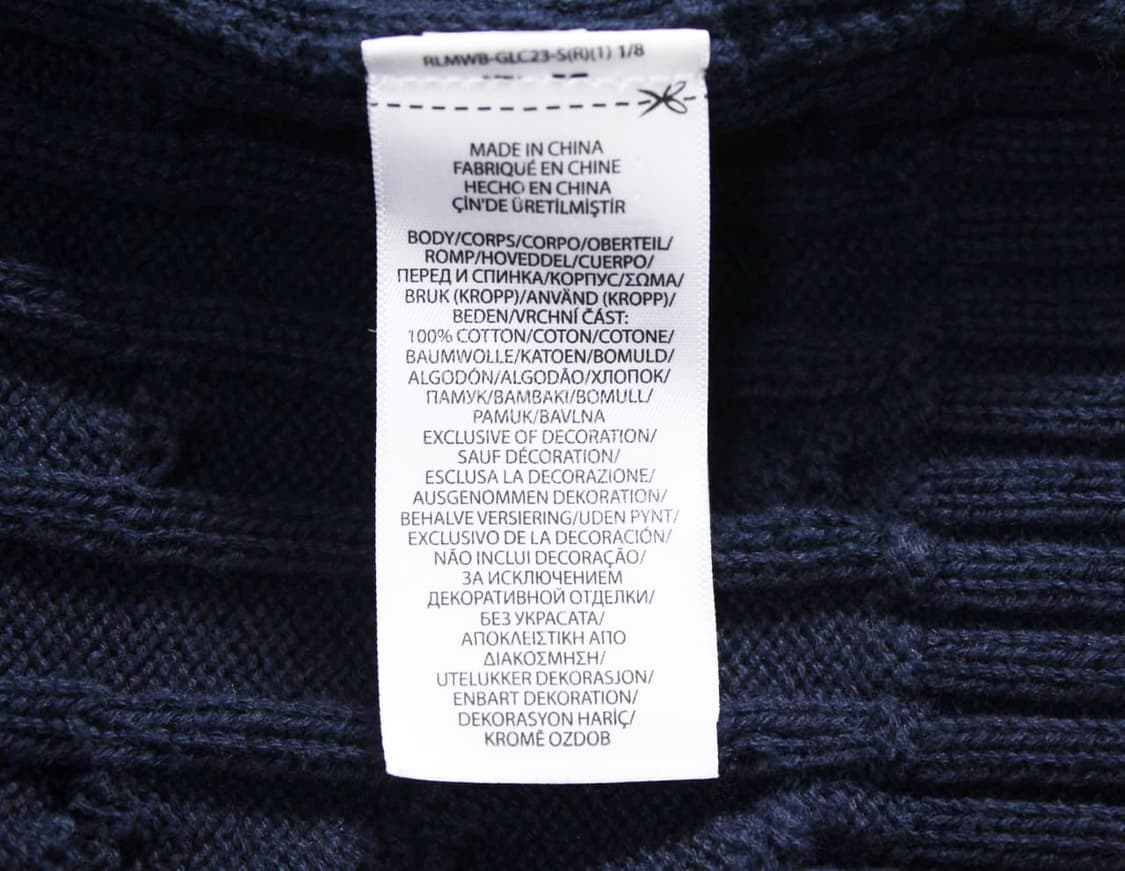 RLMWB-GLC23-S(R)(1) 1/8
MADE IN CHINA
FABRIQUÉ EN CHINE
HECHO EN CHINA
ÇİN'DE ÜRETİLMİŞTİR
BODY/CORPS/CORPO/OBERTEIL/
ROMP/HOVEDDEL/CUERPO/
ПЕРЕД И СПИНКА/КОРПУС/ΣΩΜΑ/
BRUK (KROPP)/ANVÄND (KROPP)/
BEDEN/VRCHNÍ ČÁST:
100% COTTON/COTON/COTONE/
BAUMWOLLE/KATOEN/BOMULD/
ALGODÓN/ALGODÃO/ХЛОПОК/
ПАМУК/ΒΑΜΒΑΚΙ/BOMULL/
PAMUK/BAVLNA
EXCLUSIVE OF DECORATION/
SAUF DÉCORATION/
ESCLUSA LA DECORAZIONE/
AUSGENOMMEN DEKORATION/
BEHALVE VERSIERING/UDEN PYNT/
EXCLUSIVO DE LA DECORACIÓN/
NÃO INCLUI DECORAÇÃO/
ЗА ИСКЛЮЧЕНИЕМ
ДЕКОРАТИВНОЙ ОТДЕЛКИ/
БЕЗ УКРАСАТА/
ΑΠΟΚΛΕΙΣΤΙΚΗ ΑΠΟ
ΔΙΑΚΟΣΜΗΣΗ/
UTELUKKER DEKORASJON/
ENBART DEKORATION/
DEKORASYON HARİÇ/
KROMĚ OZDOB